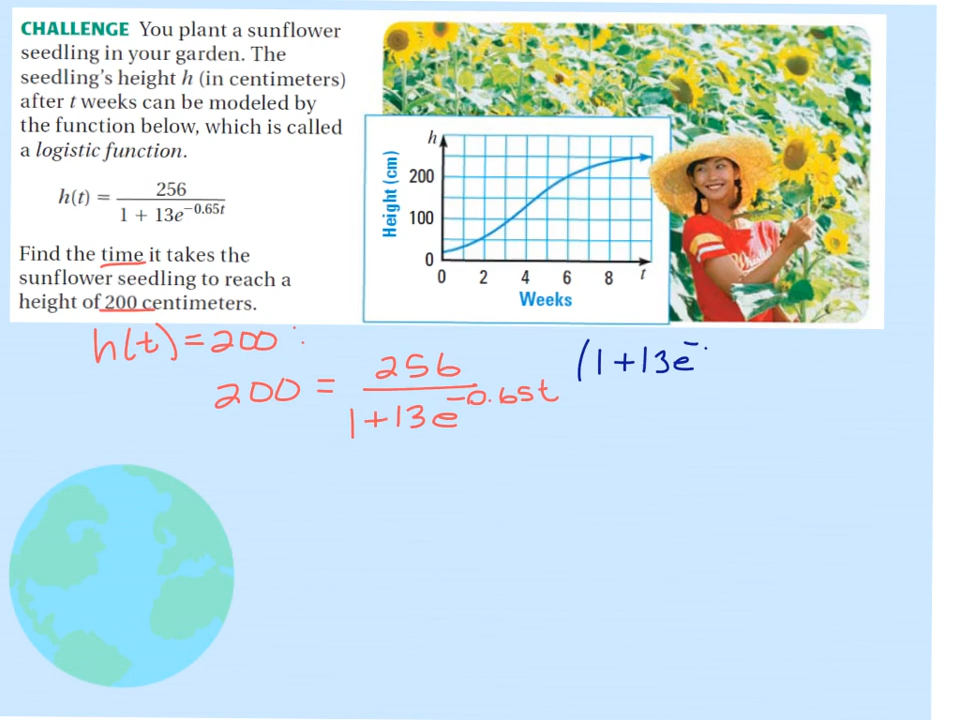 CHALLENGE You plant a sunflower
seedling in your garden. The
seedling's height h (in centimeters)
after t weeks can be modeled by
the function below, which is called
a logistic function.
h(t) = 256 / 1 + 13e^−0.65t
Find the time it takes the
sunflower seedling to reach a
height of 200 centimeters.
h
Height (cm)
200
100
0
0 2 4 6 8 t
Weeks
h(t) = 200 :
200 = 256 / 1+13e^-0.65t (1+13e^-.